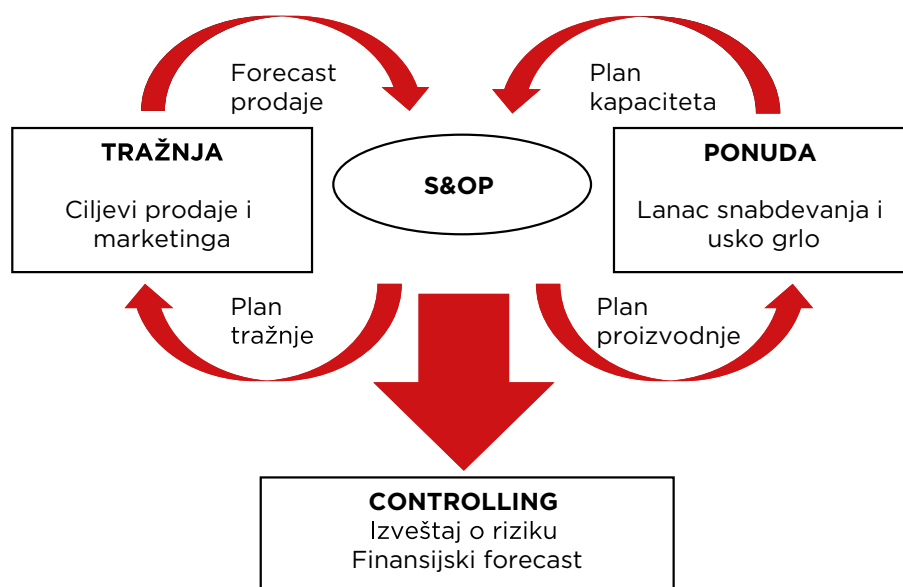 Forecast
prodaje
Plan
kapaciteta
TRAŽNJA
Ciljevi prodaje i
marketinga
S&OP
PONUDA
Lanac snabdevanja i
usko grlo
Plan
tražnje
Plan
proizvodnje
CONTROLLING
Izveštaj o riziku
Finansijski forecast